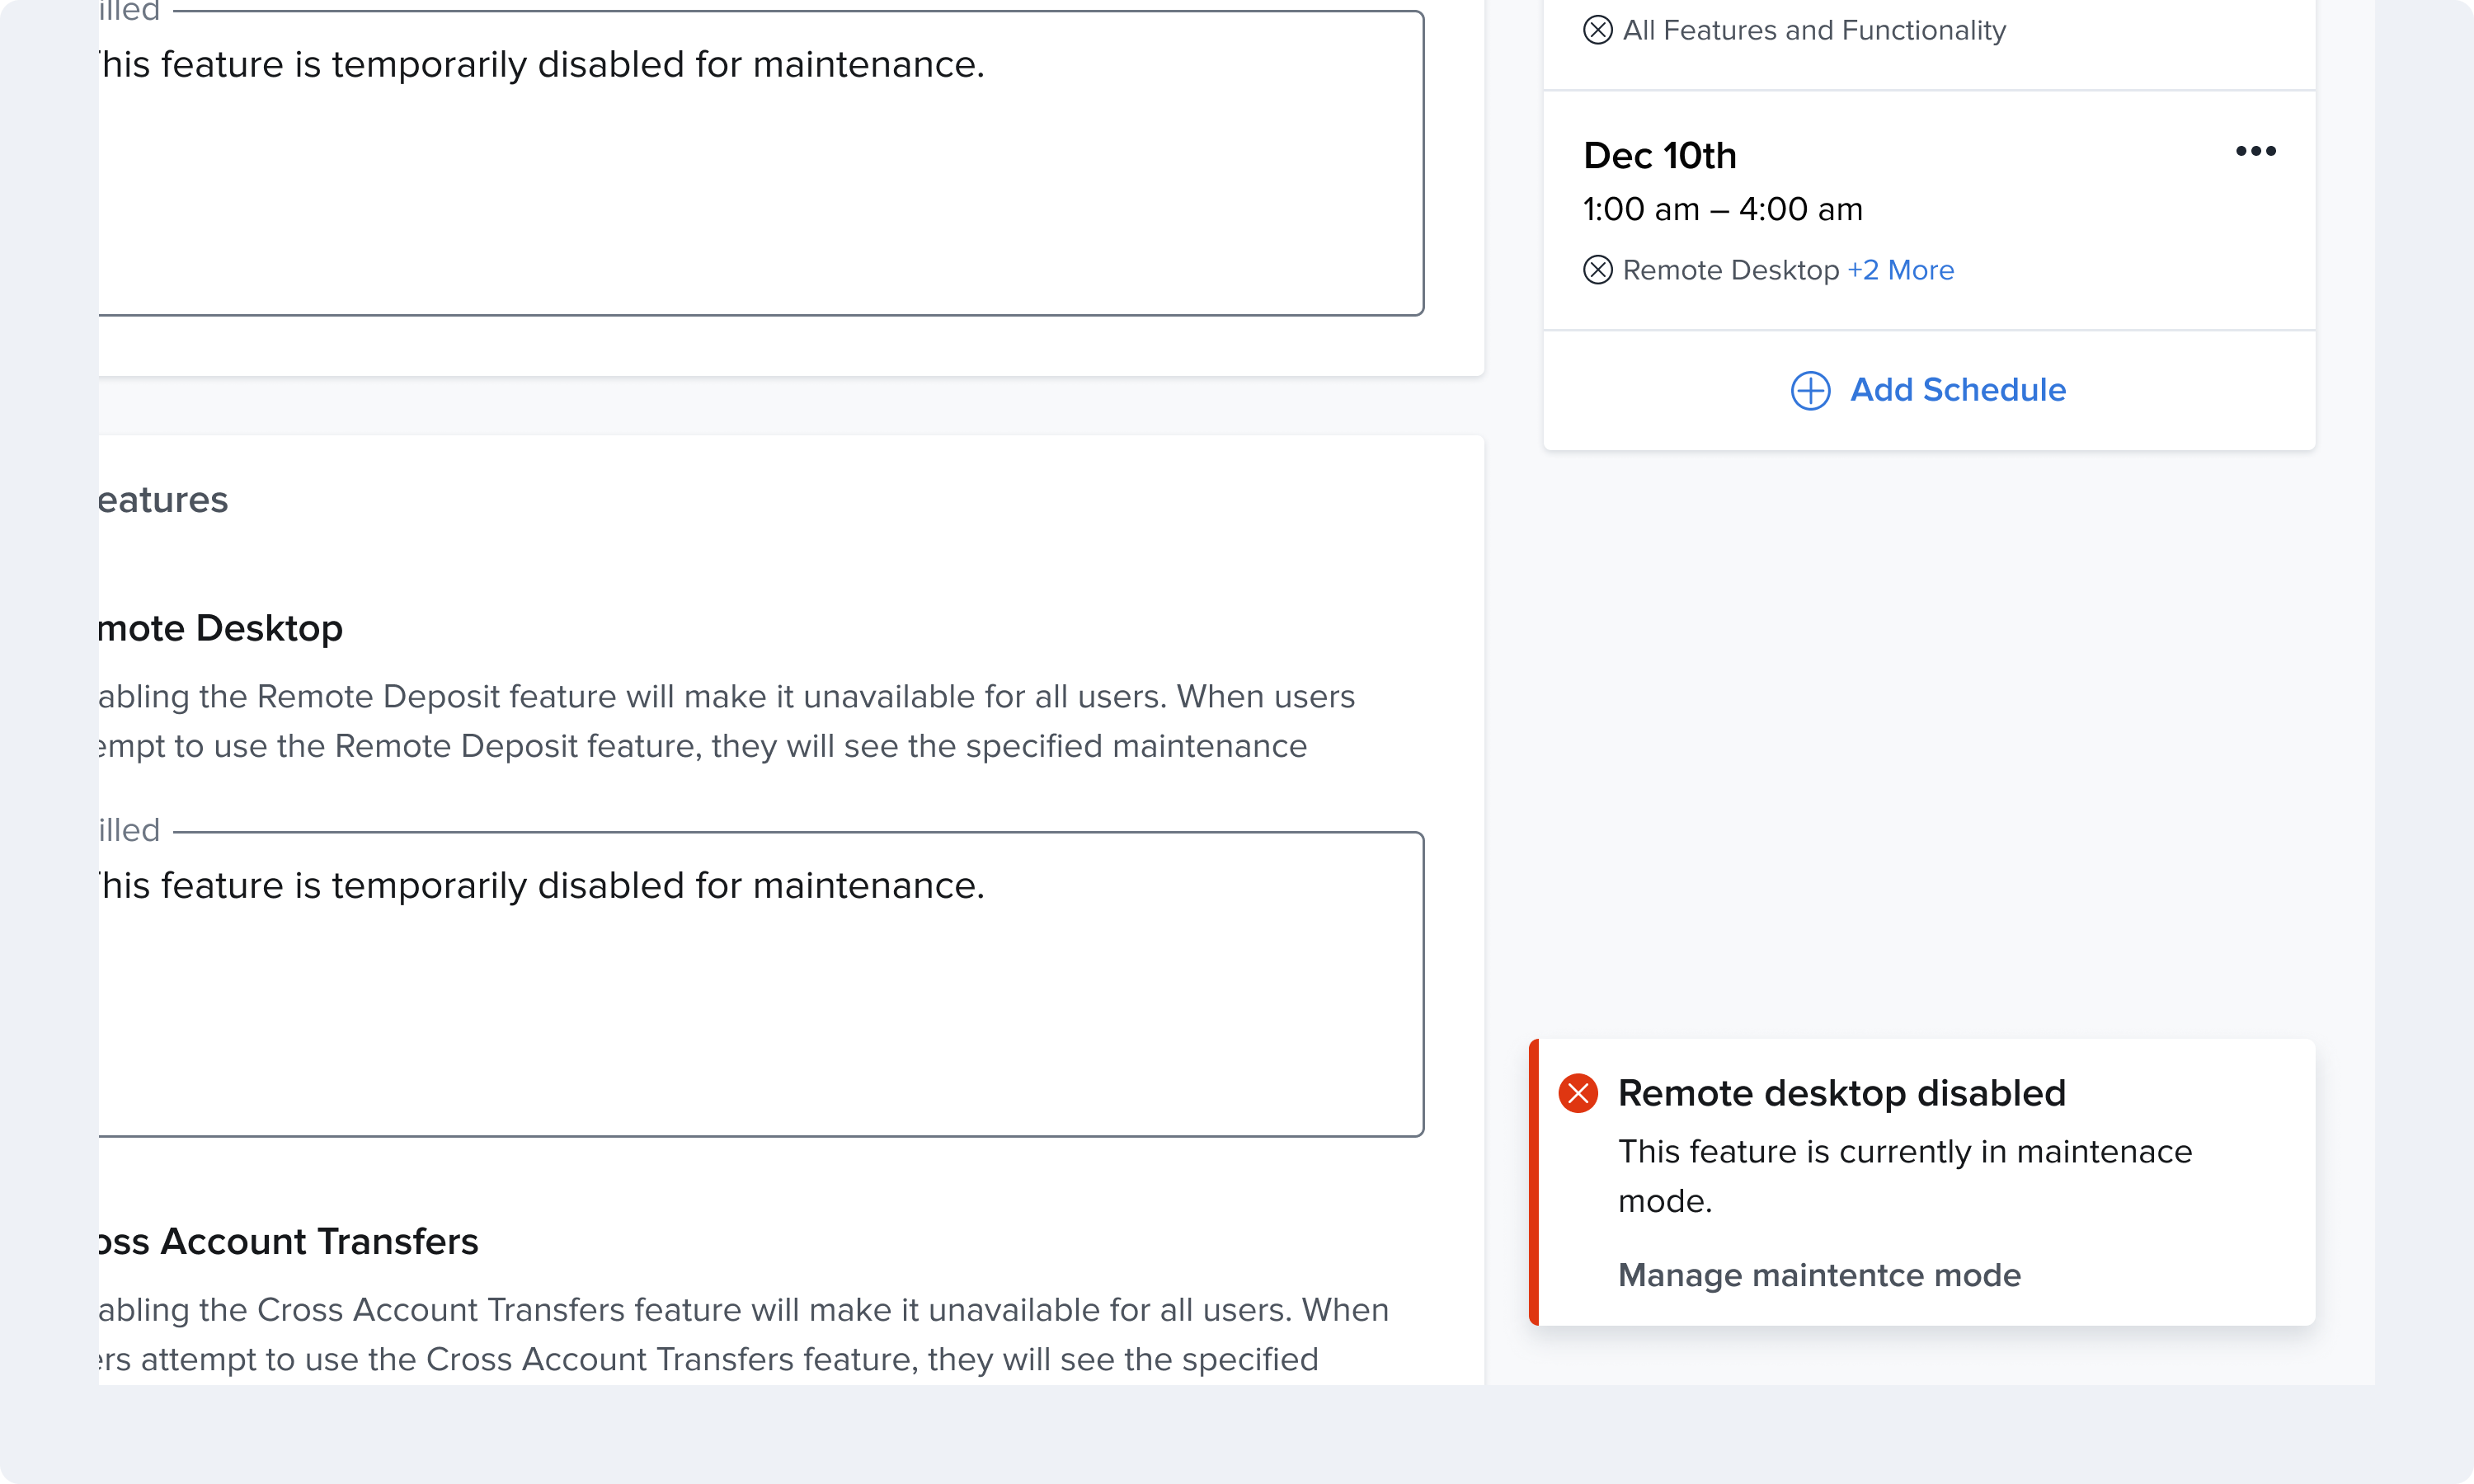 illed
This feature is temporarily disabled for maintenance.
eatures
mote Desktop
abling the Remote Deposit feature will make it unavailable for all users. When users
empt to use the Remote Deposit feature, they will see the specified maintenance
illed
This feature is temporarily disabled for maintenance.
oss Account Transfers
abling the Cross Account Transfers feature will make it unavailable for all users. When
ers attempt to use the Cross Account Transfers feature, they will see the specified
All Features and Functionality
Dec 10th
1:00 am – 4:00 am
Remote Desktop +2 More
Add Schedule
Remote desktop disabled
This feature is currently in maintenace
mode.
Manage maintentce mode